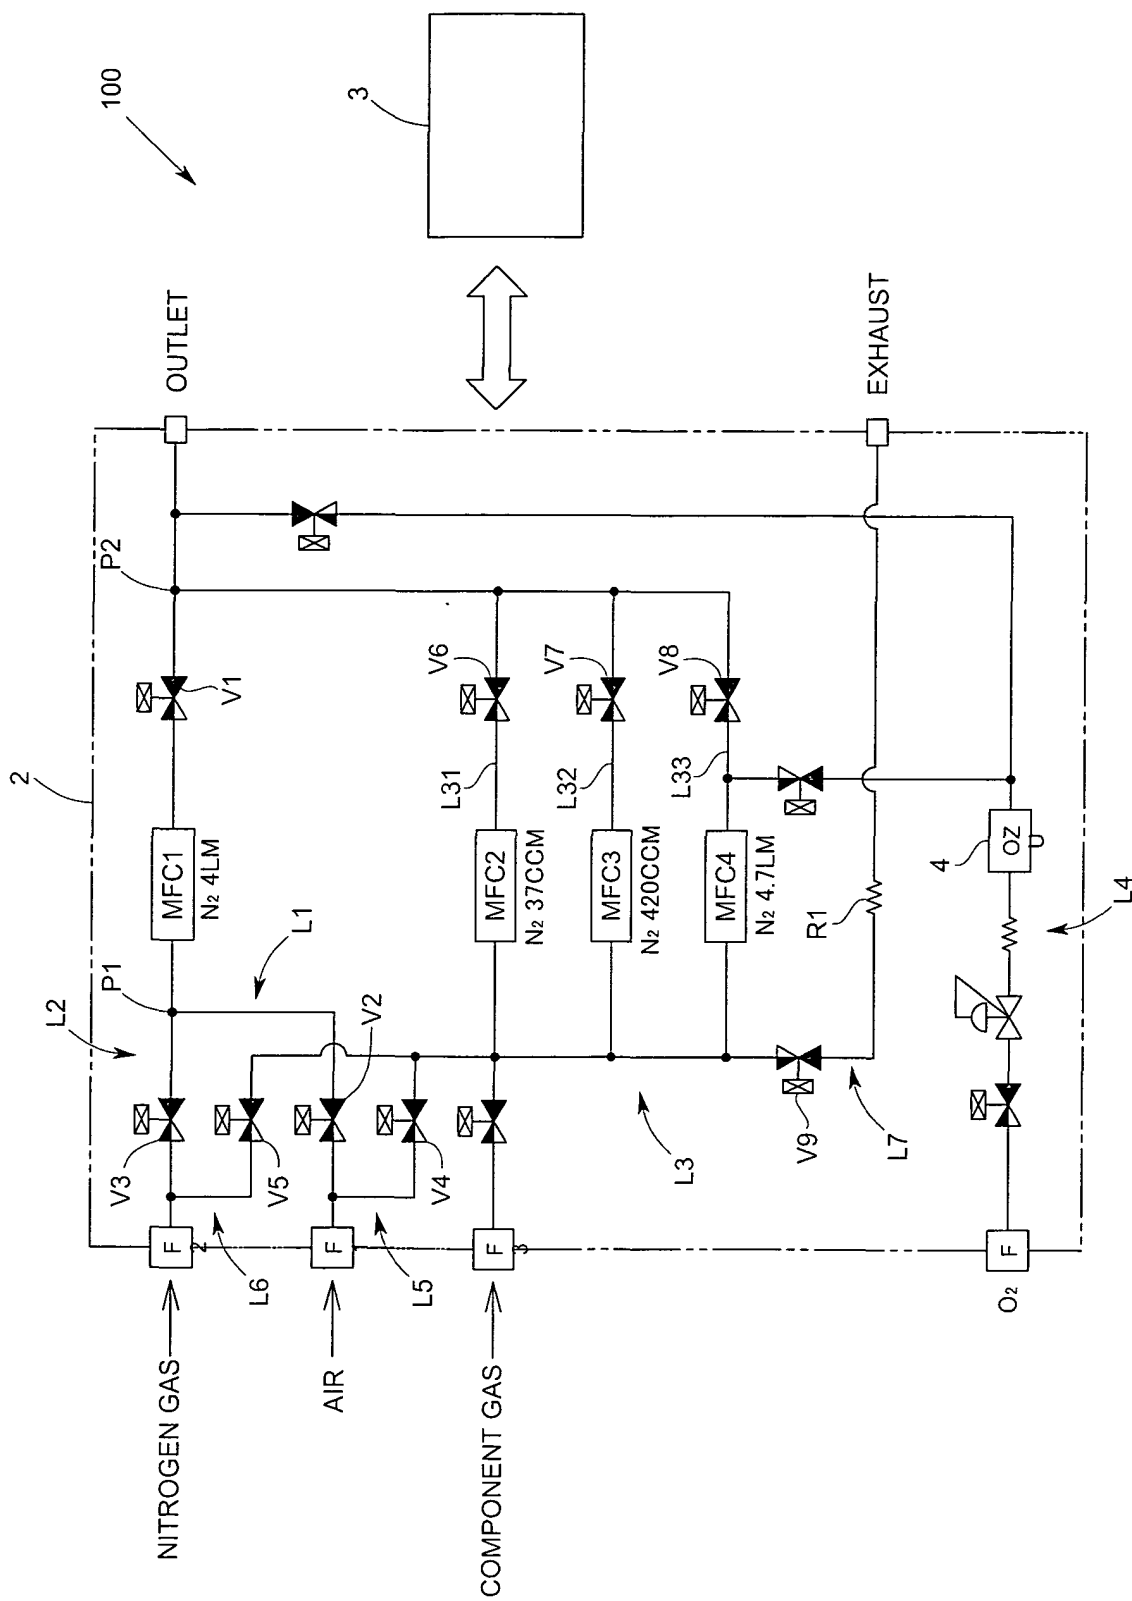 100
3
2
OUTLET
EXHAUST
P2
V1
V6
V7
V8
L31
L32
L33
MFC1
N₂ 4LM
MFC2
N₂ 37CCM
MFC3
N₂ 420CCM
MFC4
N₂ 4.7LM
4
OZ
R1
L4
P1
L1
L2
V2
V3
V5
V4
V9
L3
L7
L6
L5
F
2
F
F
3
F
O₂
NITROGEN GAS
AIR
COMPONENT GAS